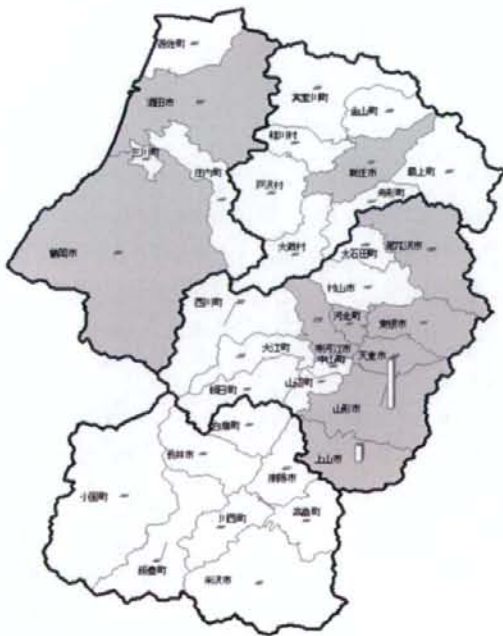 遊佐町
真室川町
金山町
酒田市
鮭川村
三川町
新庄市
最上町
庄内町
戸沢村
舟形町
鶴岡市
大蔵村
大石田町
尾花沢市
村山市
西川町
河北町
東根市
寒河江市
大江町
中山町
天童市
朝日町
山辺町
山形市
白鷹町
上山市
長井市
南陽市
小国町
川西町
高畠町
飯豊町
米沢市